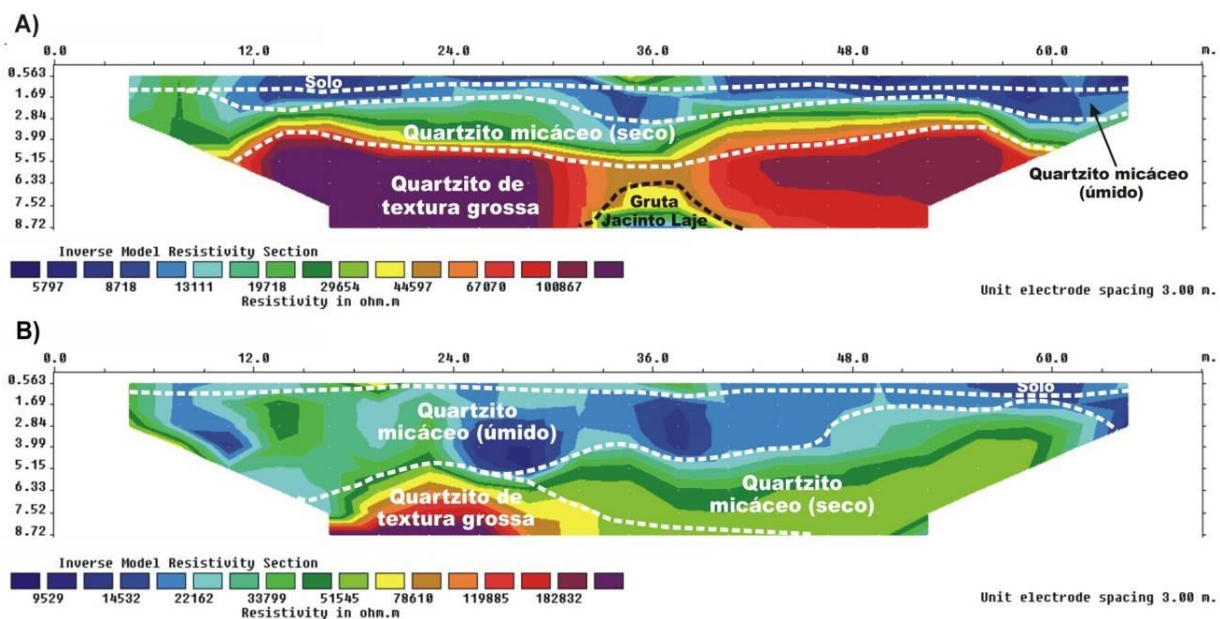 A)
0.0 12.0 24.0 36.0 48.0 60.0 m.
0.563
1.69
2.84
3.99
5.15
6.33
7.52
8.72
Solo
Quartzito micáceo (seco)
Quartzito micáceo
(úmido)
Quartzito de
textura grossa
Gruta
Jacinto Laje
Inverse Model Resistivity Section
5797 8718 13111 19718 29654 44597 67070 100867
Resistivity in ohm.m
Unit electrode spacing 3.00 m.
B)
0.0 12.0 24.0 36.0 48.0 60.0 m.
0.563
1.69
2.84
3.99
5.15
6.33
7.52
8.72
Solo
Quartzito
micáceo (úmido)
Quartzito de
textura grossa
Quartzito
micáceo (seco)
Inverse Model Resistivity Section
9529 14532 22162 33799 51545 78610 119885 182832
Resistivity in ohm.m
Unit electrode spacing 3.00 m.